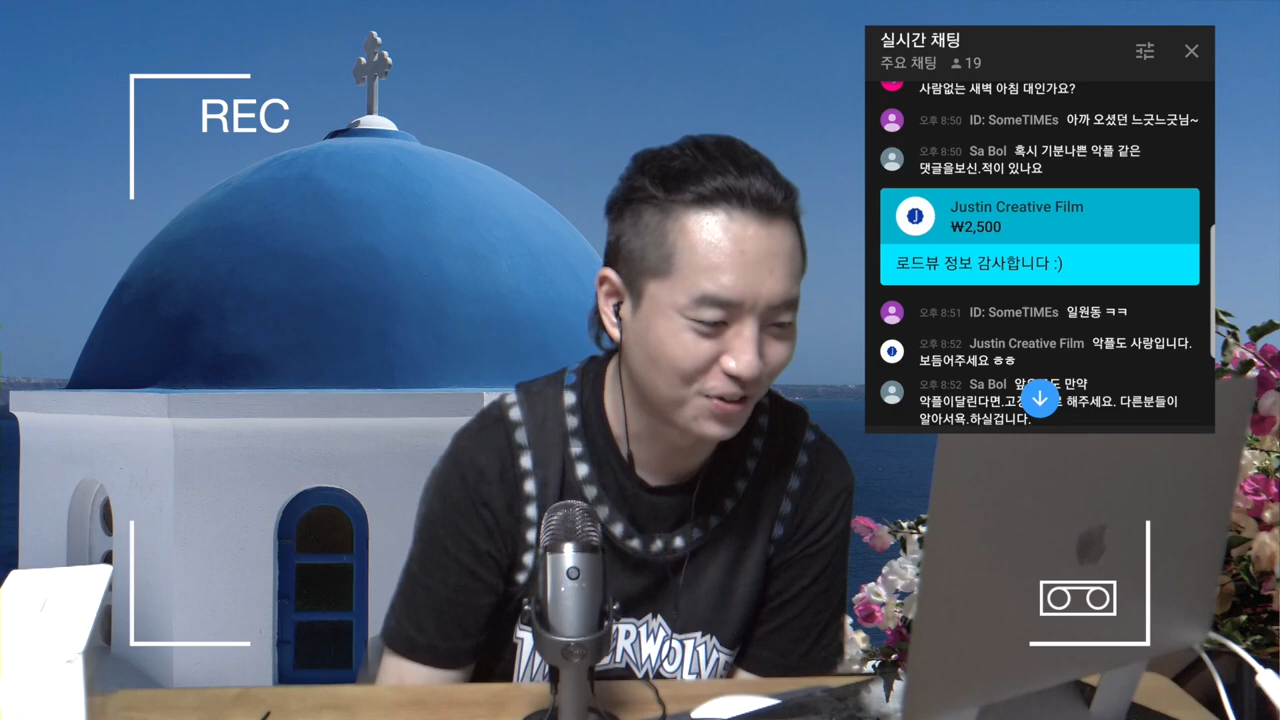 REC
실시간 채팅
주요 채팅 19
사람없는 새벽 아침 대인가요?
오후 8:50 ID: SomeTIMEs 아까 오셨던 느긋느긋님~
오후 8:50 Sa Bol 혹시 기분나쁜 악플 같은
댓글을보신.적이 있나요
Justin Creative Film
₩2,500
로드뷰 정보 감사합니다 :)
오후 8:51 ID: SomeTIMEs 일원동 ㅋㅋ
오후 8:52 Justin Creative Film 악플도 사랑입니다.
보듬어주세요 ㅎㅎ
오후 8:52 Sa Bol 만약
악플이달린다면. 해주세요. 다른분들이
알아서욕.하실겁니다.